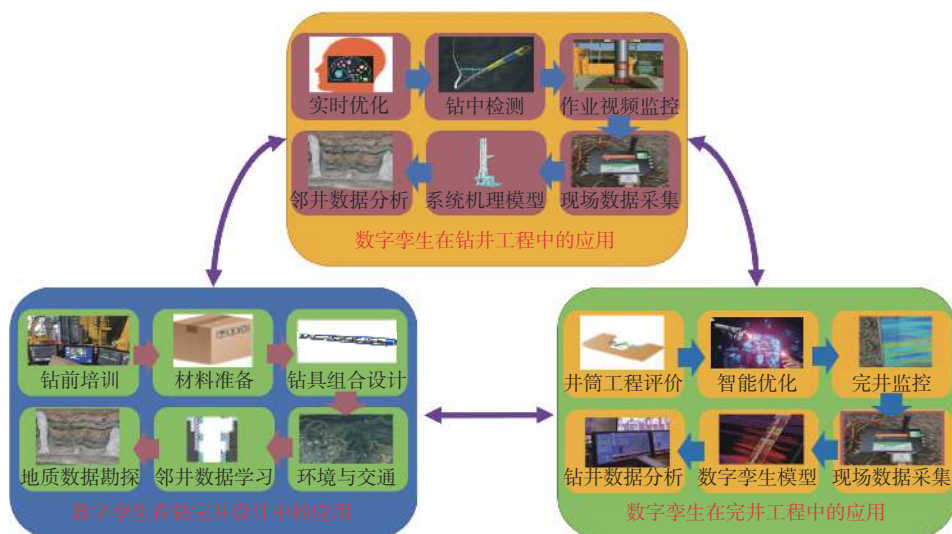 实时优化
钻中检测
作业视频监控
邻井数据分析
系统机理模型
现场数据采集
数字孪生在钻井工程中的应用
钻前培训
材料准备
钻具组合设计
地质数据勘探
邻井数据学习
环境与交通
数字孪生在钻完井设计中的应用
井筒工程评价
智能优化
完井监控
钻井数据分析
数字孪生模型
现场数据采集
数字孪生在完井工程中的应用